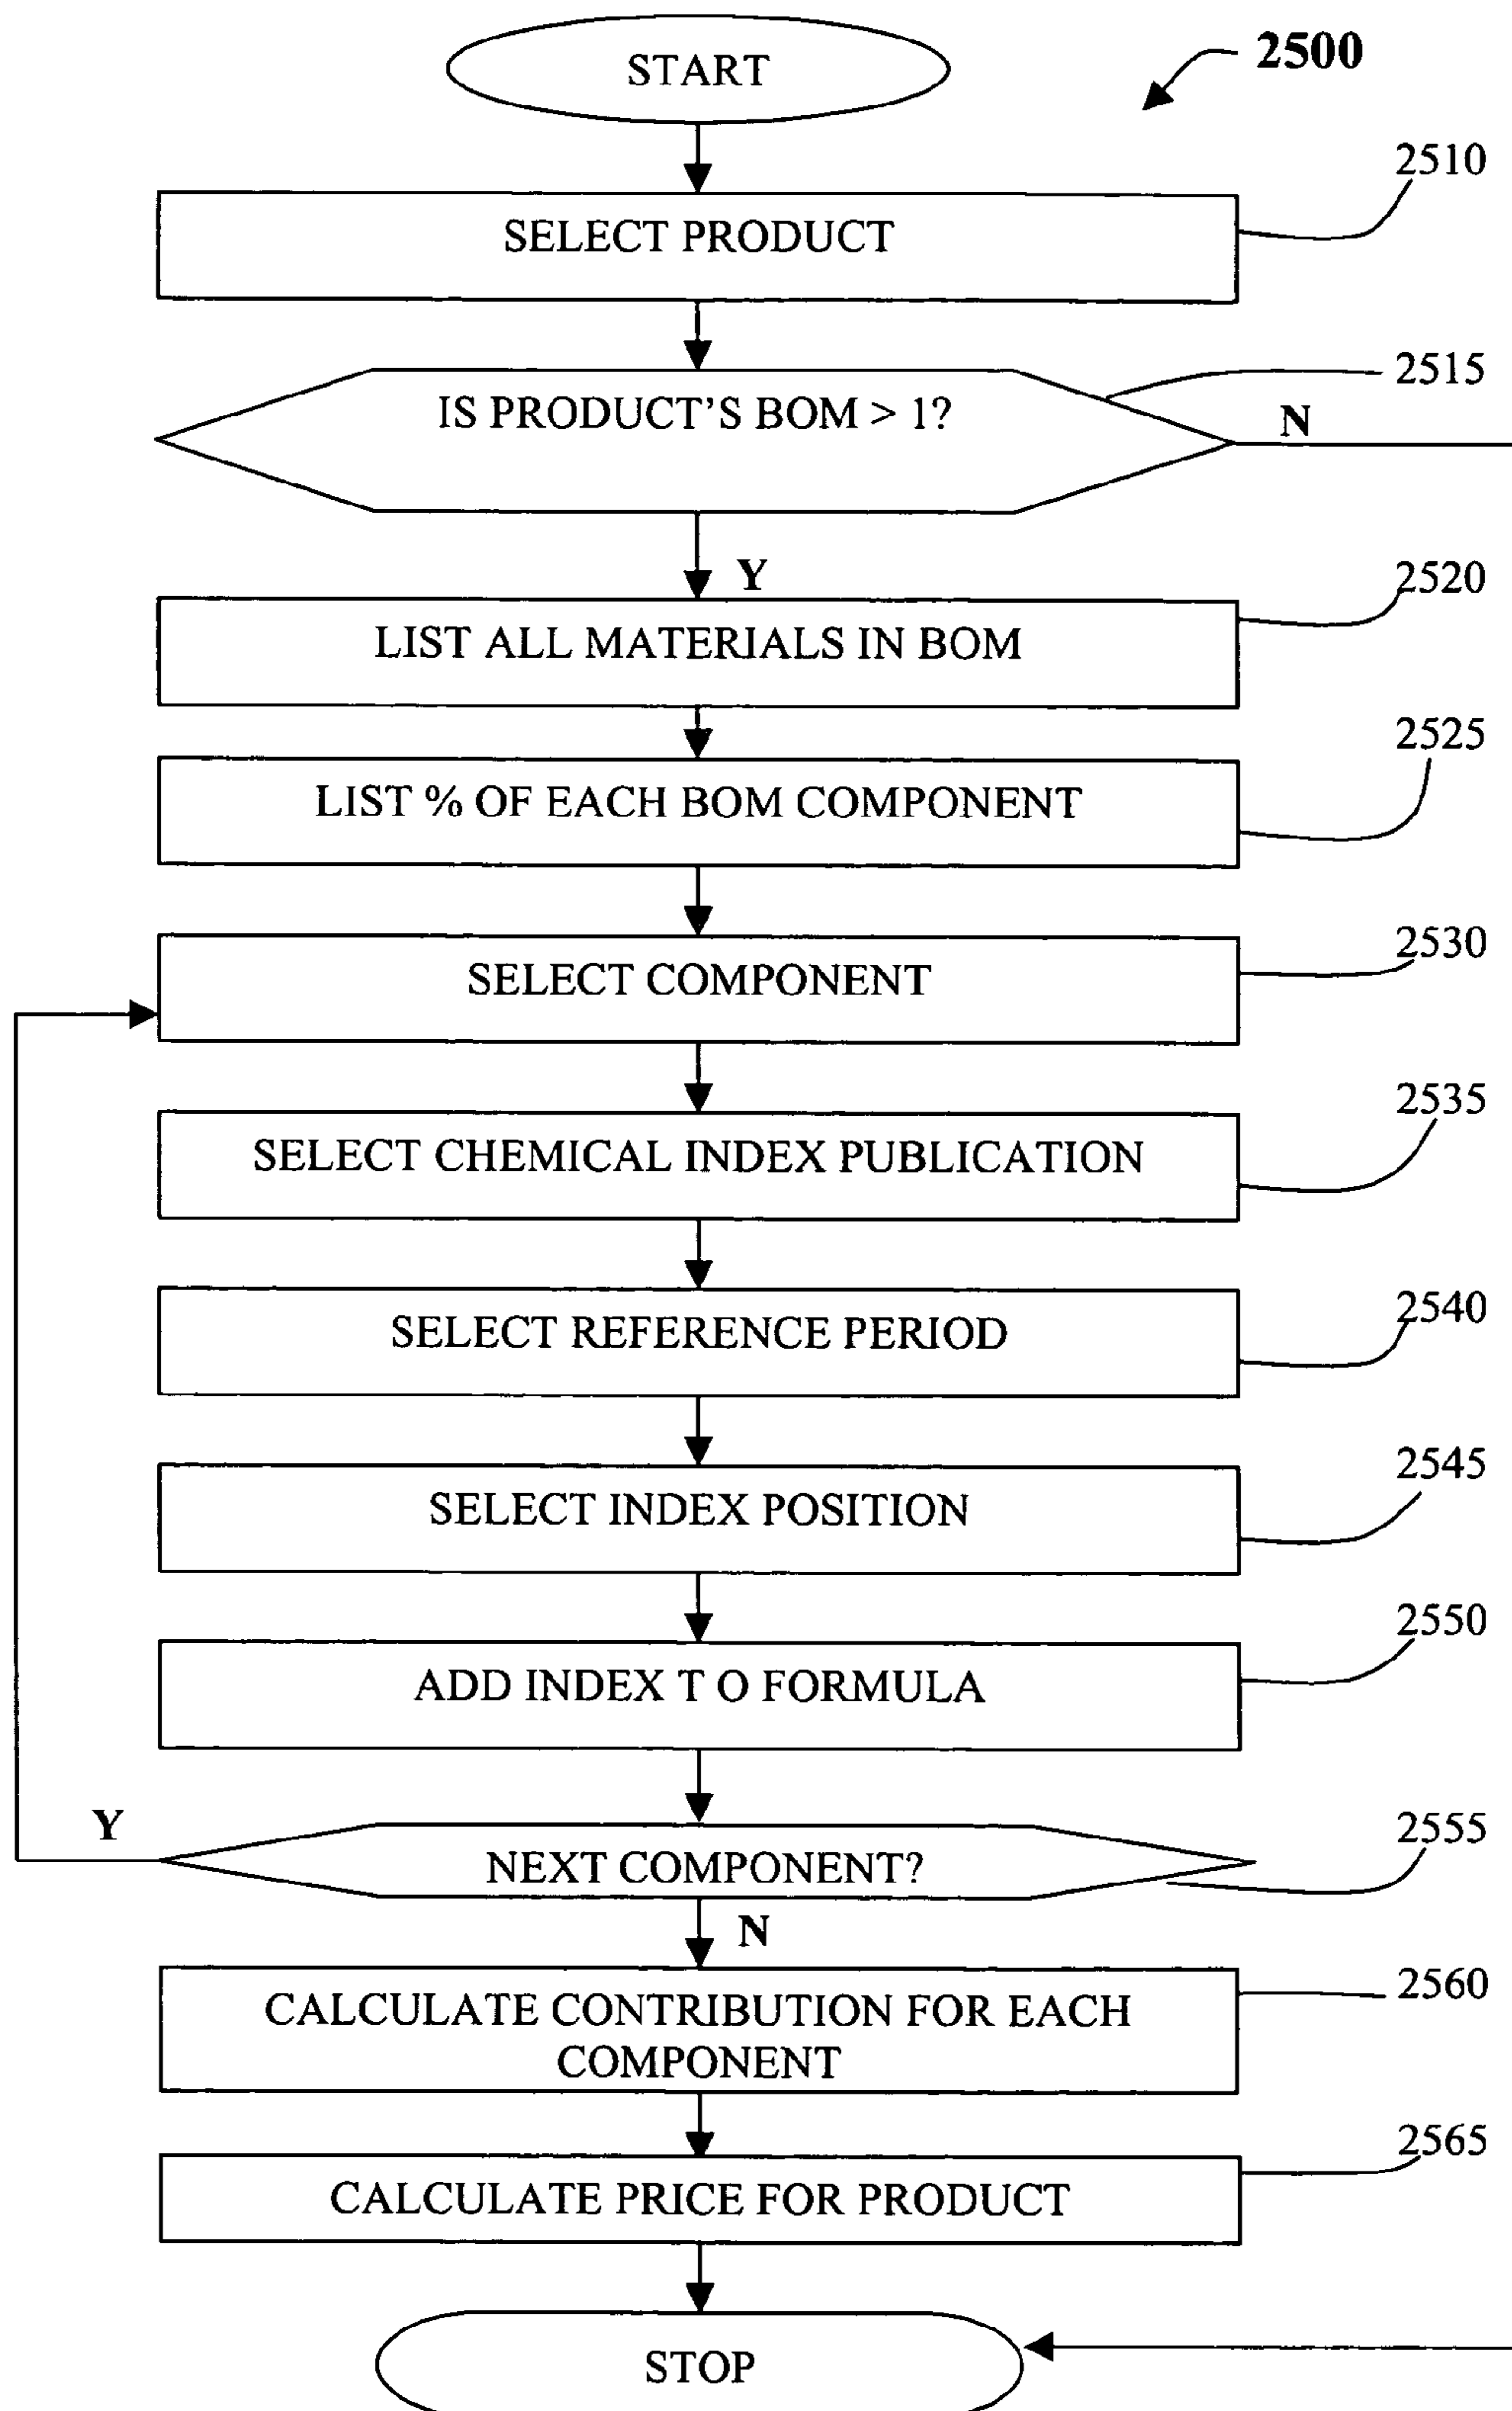 START
2500
2510
SELECT PRODUCT
2515
IS PRODUCT'S BOM > 1?
N
Y
2520
LIST ALL MATERIALS IN BOM
2525
LIST % OF EACH BOM COMPONENT
2530
SELECT COMPONENT
2535
SELECT CHEMICAL INDEX PUBLICATION
2540
SELECT REFERENCE PERIOD
2545
SELECT INDEX POSITION
2550
ADD INDEX T O FORMULA
Y
2555
NEXT COMPONENT?
N
2560
CALCULATE CONTRIBUTION FOR EACH
COMPONENT
2565
CALCULATE PRICE FOR PRODUCT
STOP